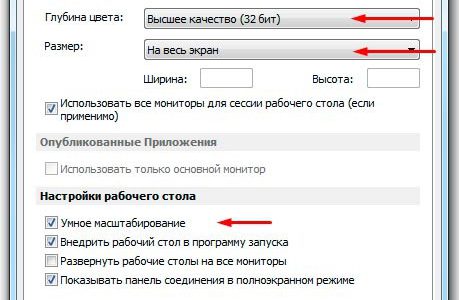 Глубина цвета: Высшее качество (32 бит)
Размер: На весь экран
Ширина: Высота:
Использовать все мониторы для сессии рабочего стола (если
применимо)
Опубликованные Приложения
Использовать только основной монитор
Настройки рабочего стола
Умное масштабирование
Внедрить рабочий стол в программу запуска
Развернуть рабочие столы на все мониторы
Показывать панель соединения в полноэкранном режиме